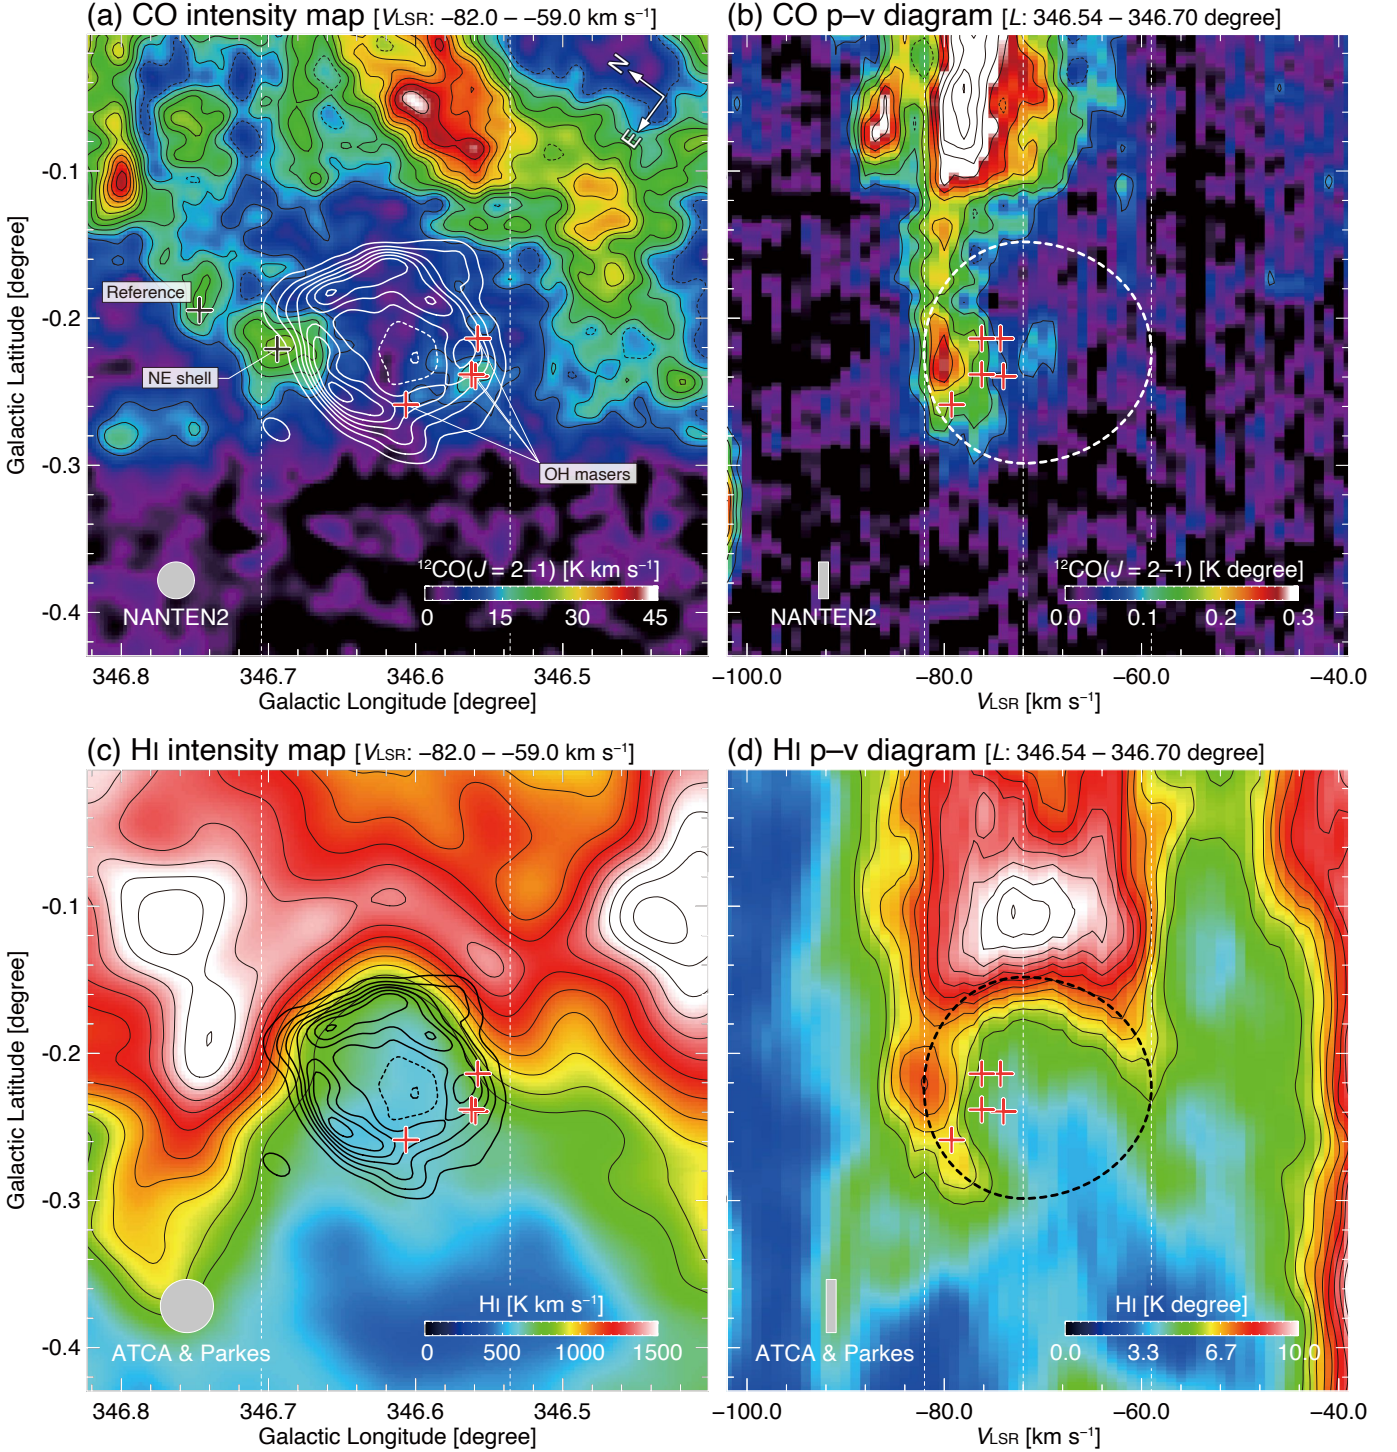 (a) CO intensity map [VLSR: −82.0 – −59.0 km s⁻¹]
(b) CO p–v diagram [L: 346.54 – 346.70 degree]
N
E
Reference
NE shell
OH masers
¹²CO(J = 2–1) [K km s⁻¹]
0 15 30 45
NANTEN2
¹²CO(J = 2–1) [K degree]
0.0 0.1 0.2 0.3
NANTEN2
-0.1
-0.2
-0.3
-0.4
Galactic Latitude [degree]
346.8 346.7 346.6 346.5
Galactic Longitude [degree]
−100.0 −80.0 −60.0 −40.0
VLSR [km s⁻¹]
(c) HI intensity map [VLSR: −82.0 – −59.0 km s⁻¹]
(d) HI p–v diagram [L: 346.54 – 346.70 degree]
HI [K km s⁻¹]
0 500 1000 1500
ATCA & Parkes
HI [K degree]
0.0 3.3 6.7 10.0
ATCA & Parkes
-0.1
-0.2
-0.3
-0.4
Galactic Latitude [degree]
346.8 346.7 346.6 346.5
Galactic Longitude [degree]
−100.0 −80.0 −60.0 −40.0
VLSR [km s⁻¹]